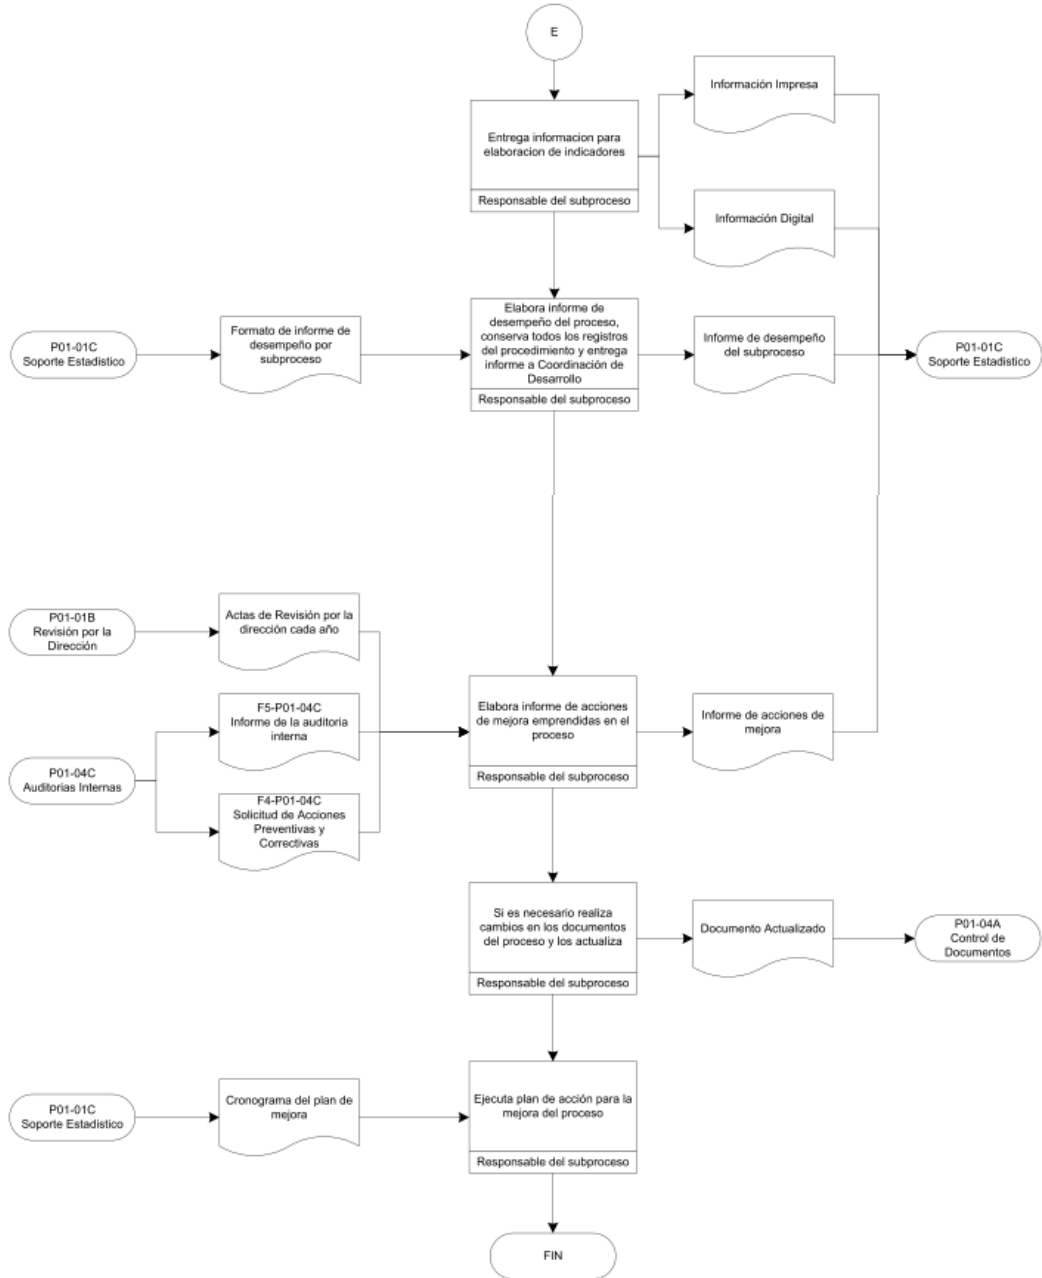 E
Información Impresa
Entrega informacion para
elaboracion de indicadores
Responsable del subproceso
Información Digital
P01-01C
Soporte Estadístico
Formato de informe de
desempeño por
subproceso
Elabora informe de
desempeño del proceso,
conserva todos los registros
del procedimiento y entrega
informe a Coordinación de
Desarrollo
Responsable del subproceso
Informe de desempeño
del subproceso
P01-01C
Soporte Estadístico
P01-01B
Revisión por la
Dirección
Actas de Revisión por la
dirección cada año
F5-P01-04C
Informe de la auditoria
interna
P01-04C
Auditorias Internas
F4-P01-04C
Solicitud de Acciones
Preventivas y
Correctivas
Elabora informe de acciones
de mejora emprendidas en el
proceso
Responsable del subproceso
Informe de acciones de
mejora
Si es necesario realiza
cambios en los documentos
del proceso y los actualiza
Responsable del subproceso
Documento Actualizado
P01-04A
Control de
Documentos
P01-01C
Soporte Estadístico
Cronograma del plan de
mejora
Ejecuta plan de acción para la
mejora del proceso
Responsable del subproceso
FIN